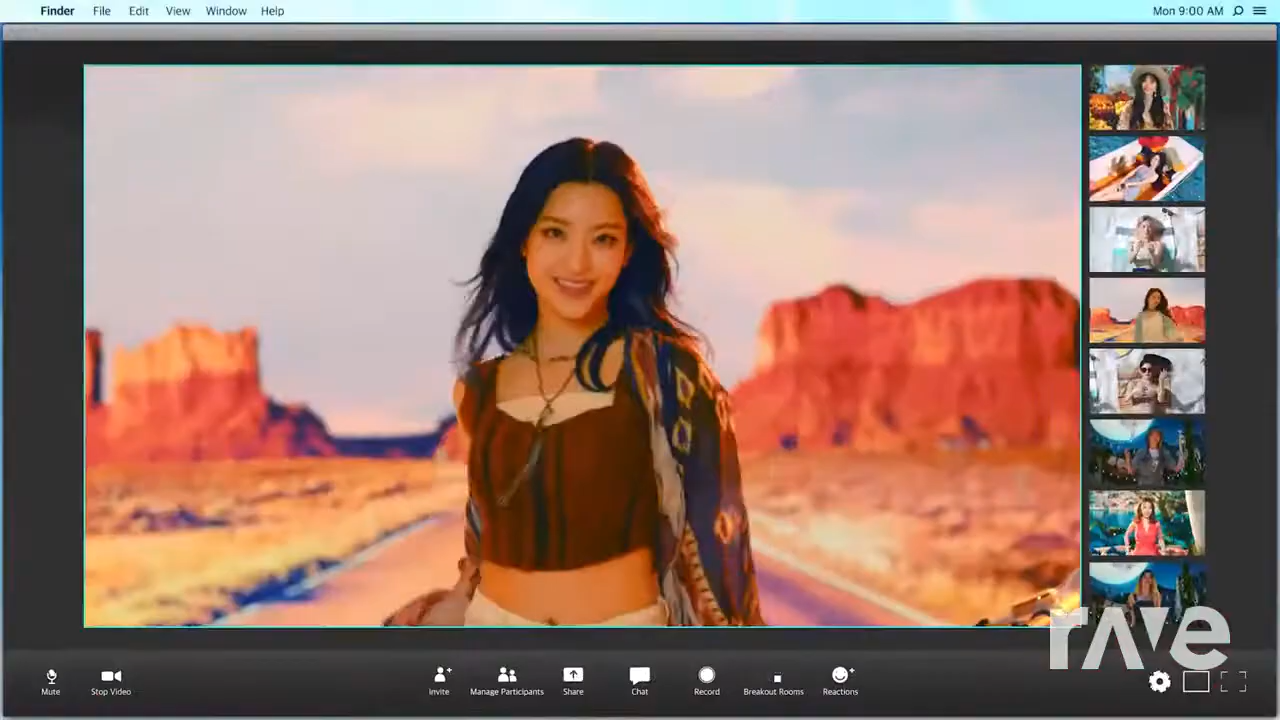 Finder File Edit View Window Help Mon 9:00 AM
rave
Mute Stop Video Invite Manage Participants Share Chat Record Breakout Rooms Reactions